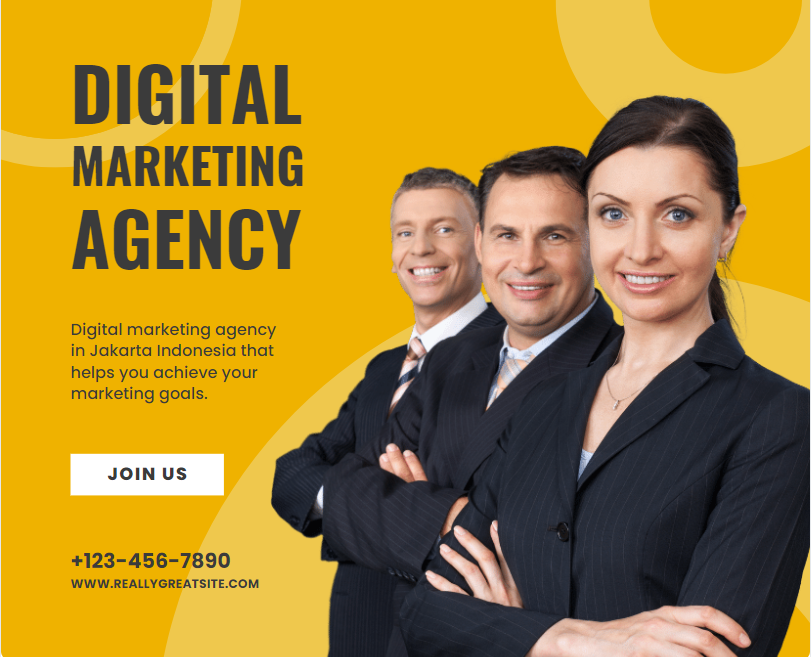 DIGITAL
MARKETING
AGENCY
Digital marketing agency
in Jakarta Indonesia that
helps you achieve your
marketing goals.
JOIN US
+123-456-7890
WWW.REALLYGREATSITE.COM